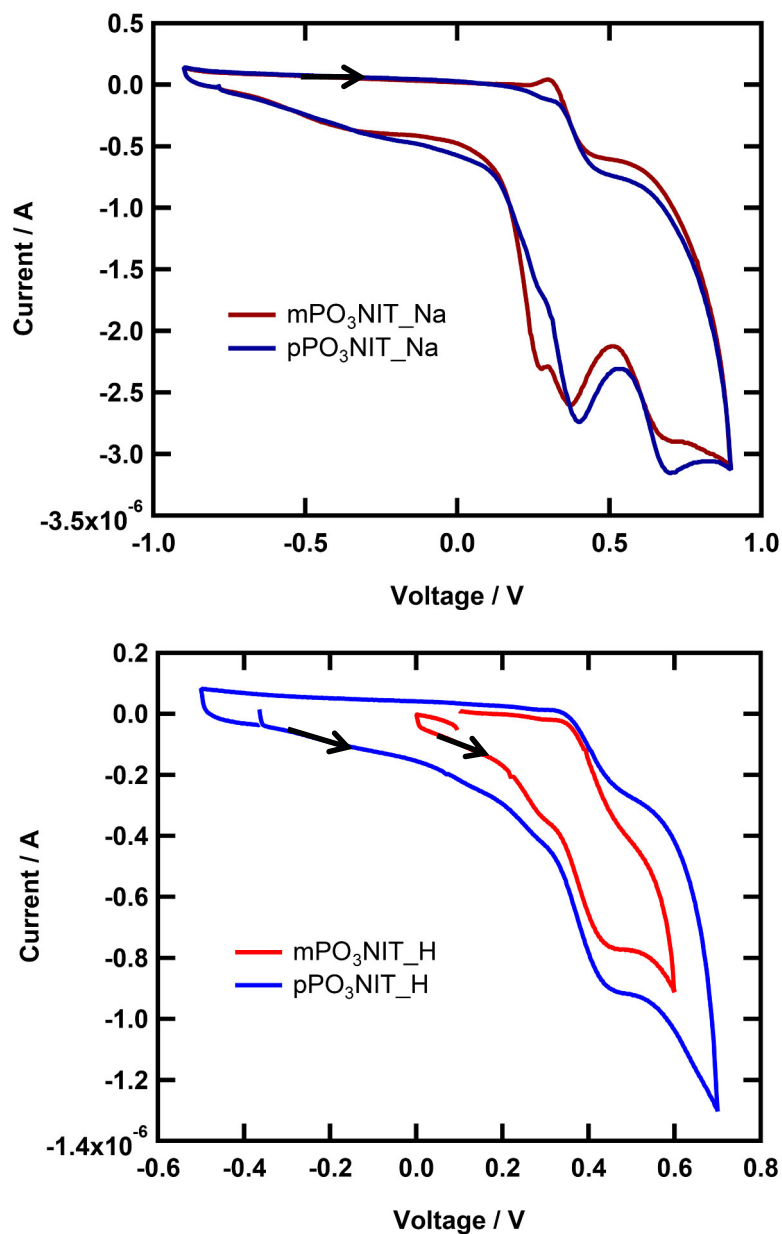 0.5
0.0
-0.5
-1.0
-1.5
-2.0
-2.5
-3.0
-3.5x10⁻⁶
Current / A
mPO₃NIT_Na
pPO₃NIT_Na
-1.0 -0.5 0.0 0.5 1.0
Voltage / V
0.2
0.0
-0.2
-0.4
-0.6
-0.8
-1.0
-1.2
-1.4x10⁻⁶
Current / A
mPO₃NIT_H
pPO₃NIT_H
-0.6 -0.4 -0.2 0.0 0.2 0.4 0.6 0.8
Voltage / V